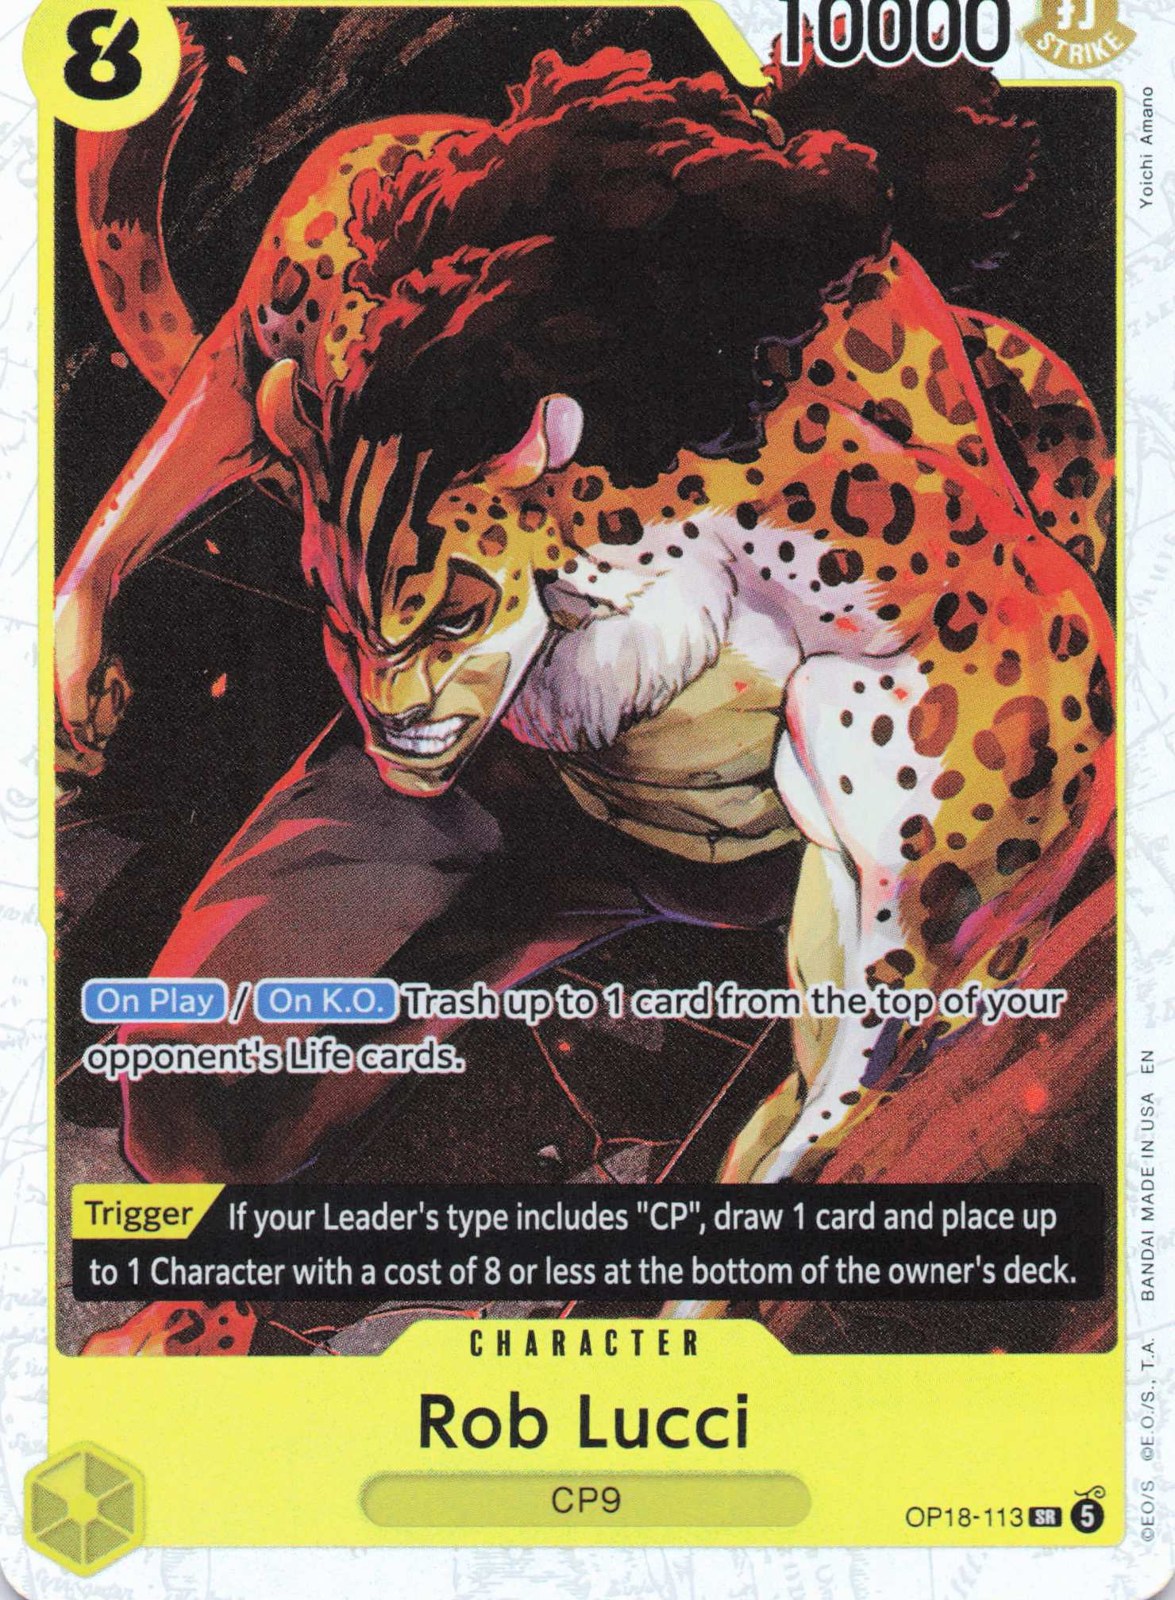 8
10000
STRIKE
Yoichi Amano
On Play / On K.O. Trash up to 1 card from the top of your
opponent's Life cards.
Trigger If your Leader's type includes "CP", draw 1 card and place up
to 1 Character with a cost of 8 or less at the bottom of the owner's deck.
CHARACTER
Rob Lucci
CP9
OP18-113 SR 5
©EO/S ©E.O./S., T.A. BANDAI MADE IN USA EN